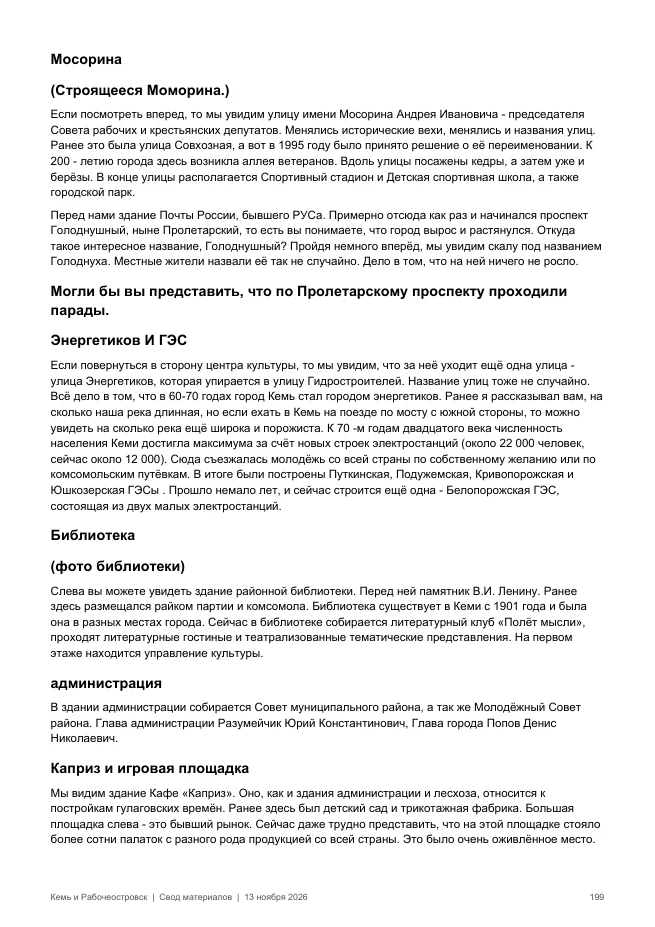 Мосорина
(Строящееся Моморина.)
Если посмотреть вперед, то мы увидим улицу имени Мосорина Андрея Ивановича - председателя
Совета рабочих и крестьянских депутатов. Менялись исторические вехи, менялись и названия улиц.
Ранее это была улица Совхозная, а вот в 1995 году было принято решение о её переименовании. К
200 - летию города здесь возникла аллея ветеранов. Вдоль улицы посажены кедры, а затем уже и
берёзы. В конце улицы располагается Спортивный стадион и Детская спортивная школа, а также
городской парк.
Перед нами здание Почты России, бывшего РУСа. Примерно отсюда как раз и начинался проспект
Голоднушный, ныне Пролетарский, то есть вы понимаете, что город вырос и растянулся. Откуда
такое интересное название, Голоднушный? Пройдя немного вперёд, мы увидим скалу под названием
Голоднуха. Местные жители назвали её так не случайно. Дело в том, что на ней ничего не росло.
Могли бы вы представить, что по Пролетарскому проспекту проходили
парады.
Энергетиков И ГЭС
Если повернуться в сторону центра культуры, то мы увидим, что за неё уходит ещё одна улица -
улица Энергетиков, которая упирается в улицу Гидростроителей. Название улиц тоже не случайно.
Всё дело в том, что в 60-70 годах город Кемь стал городом энергетиков. Ранее я рассказывал вам, на
сколько наша река длинная, но если ехать в Кемь на поезде по мосту с южной стороны, то можно
увидеть на сколько река ещё широка и порожиста. К 70 -м годам двадцатого века численность
населения Кеми достигла максимума за счёт новых строек электростанций (около 22 000 человек,
сейчас около 12 000). Сюда съезжалась молодёжь со всей страны по собственному желанию или по
комсомольским путёвкам. В итоге были построены Путкинская, Подужемская, Кривопорожская и
Юшкозерская ГЭСы . Прошло немало лет, и сейчас строится ещё одна - Белопорожская ГЭС,
состоящая из двух малых электростанций.
Библиотека
(фото библиотеки)
Слева вы можете увидеть здание районной библиотеки. Перед ней памятник В.И. Ленину. Ранее
здесь размещался райком партии и комсомола. Библиотека существует в Кеми с 1901 года и была
она в разных местах города. Сейчас в библиотеке собирается литературный клуб «Полёт мысли»,
проходят литературные гостиные и театрализованные тематические представления. На первом
этаже находится управление культуры.
администрация
В здании администрации собирается Совет муниципального района, а так же Молодёжный Совет
района. Глава администрации Разумейчик Юрий Константинович, Глава города Попов Денис
Николаевич.
Каприз и игровая площадка
Мы видим здание Кафе «Каприз». Оно, как и здания администрации и лесхоза, относится к
постройкам гулаговских времён. Ранее здесь был детский сад и трикотажная фабрика. Большая
площадка слева - это бывший рынок. Сейчас даже трудно представить, что на этой площадке стояло
более сотни палаток с разного рода продукцией со всей страны. Это было очень оживлённое место.
Кемь и Рабочеостровск | Свод материалов | 13 ноября 2026 199